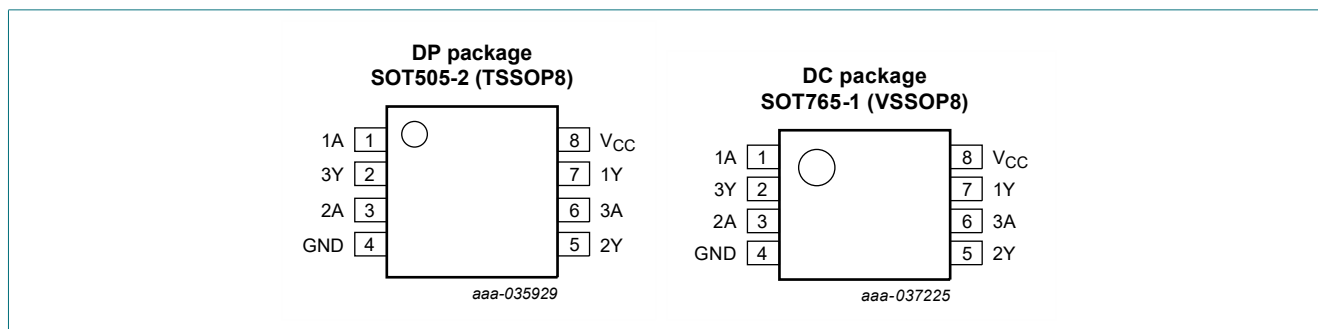 DP package
SOT505-2 (TSSOP8)
1A 1 8 VCC
3Y 2 7 1Y
2A 3 6 3A
GND 4 5 2Y
aaa-035929
DC package
SOT765-1 (VSSOP8)
1A 1 8 VCC
3Y 2 7 1Y
2A 3 6 3A
GND 4 5 2Y
aaa-037225